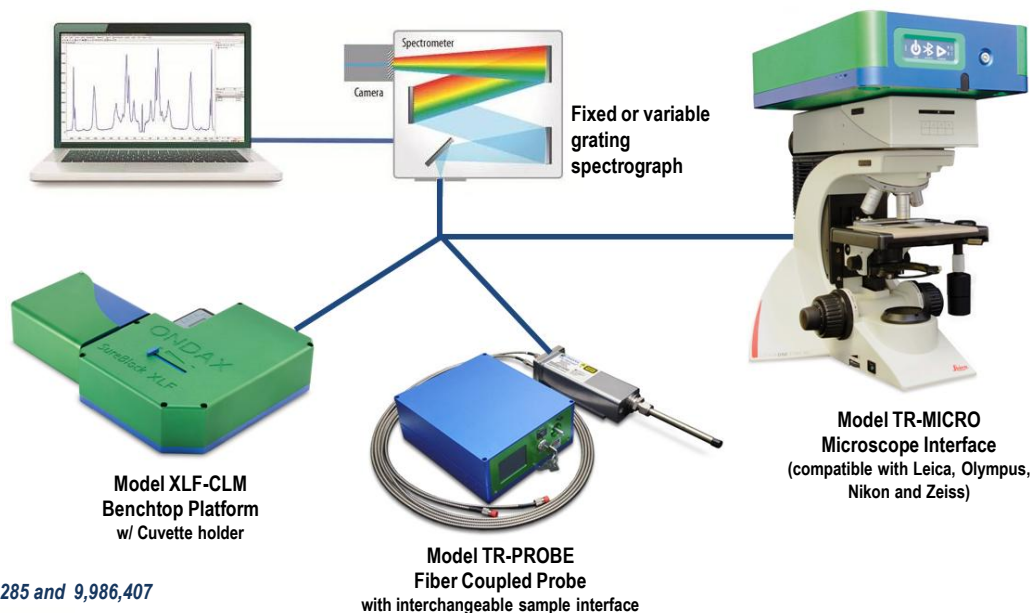 Spectrometer
Camera
Fixed or variable
grating
spectrograph
ONDAX
SureBlock XLF
Leica
Model XLF-CLM
Benchtop Platform
w/ Cuvette holder
Model TR-PROBE
Fiber Coupled Probe
with interchangeable sample interface
Model TR-MICRO
Microscope Interface
(compatible with Leica, Olympus,
Nikon and Zeiss)
285 and 9,986,407